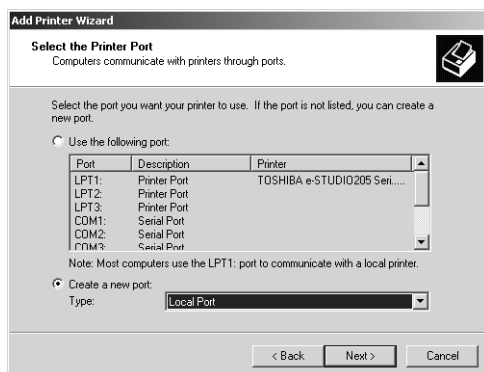 Add Printer Wizard
Select the Printer Port
Computers communicate with printers through ports.
Select the port you want your printer to use. If the port is not listed, you can create a
new port.
Use the following port:
Port Description Printer
LPT1: Printer Port TOSHIBA e-STUDIO205 Seri.....
LPT2: Printer Port
LPT3: Printer Port
COM1: Serial Port
COM2: Serial Port
COM3: Serial Port
Note: Most computers use the LPT1: port to communicate with a local printer.
Create a new port:
Type: Local Port
< Back Next > Cancel